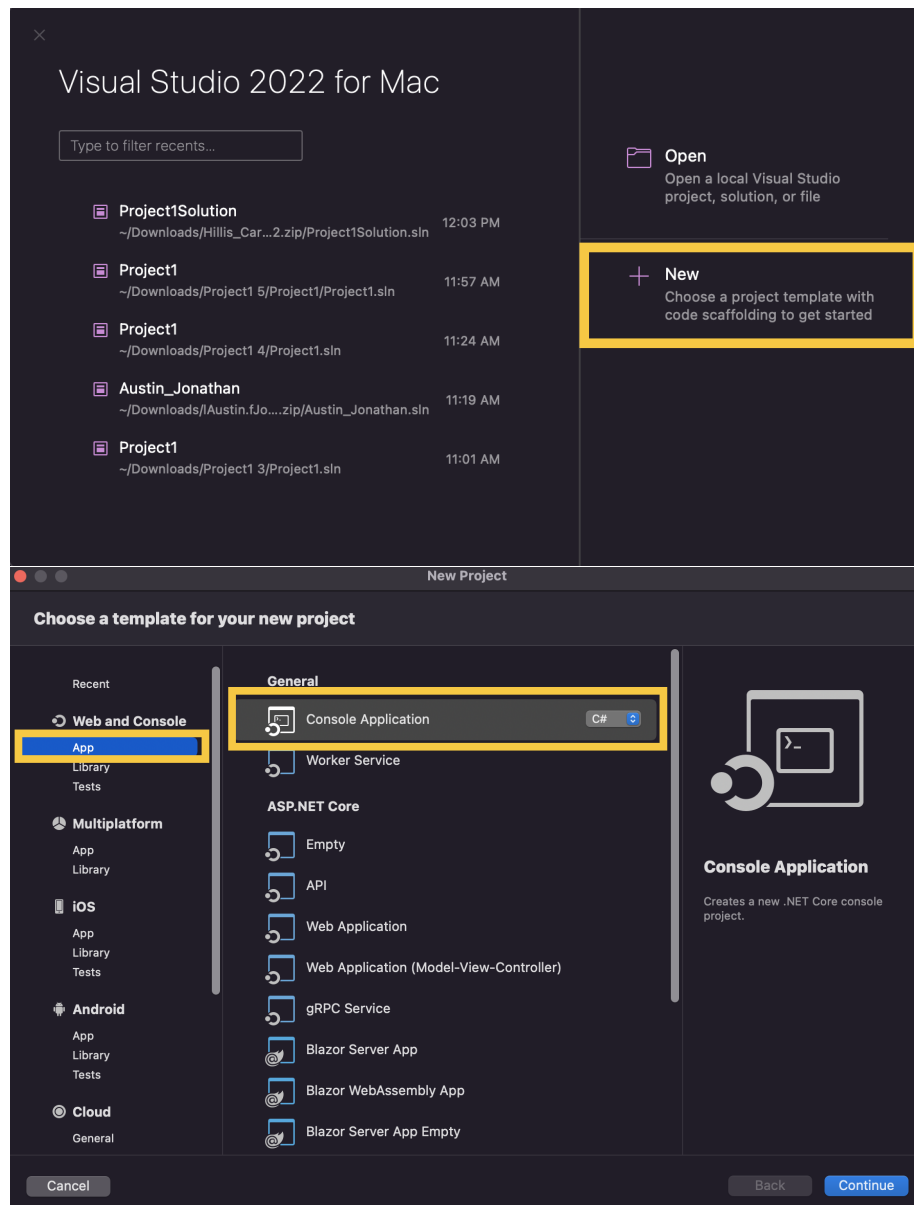 Visual Studio 2022 for Mac
Type to filter recents...
Project1Solution
~/Downloads/Hillis_Car...2.zip/Project1Solution.sln
12:03 PM
Project1
~/Downloads/Project1 5/Project1/Project1.sln
11:57 AM
Project1
~/Downloads/Project1 4/Project1.sln
11:24 AM
Austin_Jonathan
~/Downloads/lAustin.fJo....zip/Austin_Jonathan.sln
11:19 AM
Project1
~/Downloads/Project1 3/Project1.sln
11:01 AM
Open
Open a local Visual Studio
project, solution, or file
New
Choose a project template with
code scaffolding to get started
New Project
Choose a template for your new project
Recent
Web and Console
App
Library
Tests
Multiplatform
App
Library
iOS
App
Library
Tests
Android
App
Library
Tests
Cloud
General
General
Console Application
C#
Worker Service
ASP.NET Core
Empty
API
Web Application
Web Application (Model-View-Controller)
gRPC Service
Blazor Server App
Blazor WebAssembly App
Blazor Server App Empty
Console Application
Creates a new .NET Core console
project.
Cancel
Back
Continue